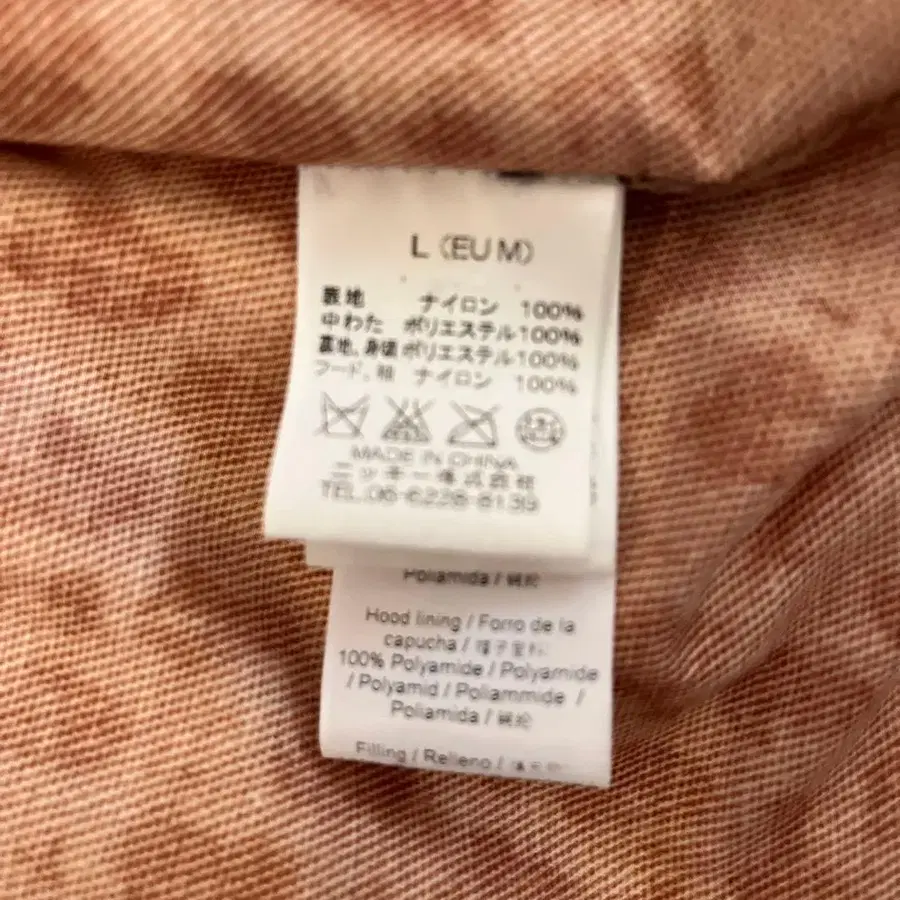 L (EU M)
表地 ナイロン 100%
中わた ポリエステル100%
裏地、身頃 ポリエステル100%
フード、袖 ナイロン 100%
MADE IN CHINA
ニッキー株式会社
TEL.06-6228-8139
Poliamida /
Hood lining / Forro de la
capucha / 帽子里料:
100% Polyamide / Polyamide
/ Polyamid / Poliammide /
Poliamida /
Filling / Relleno /